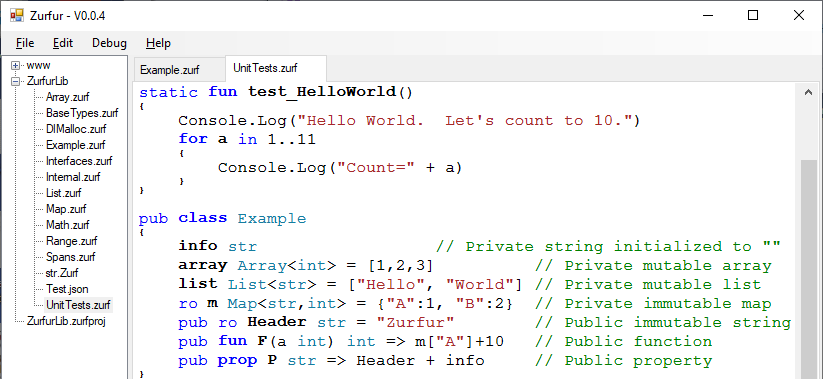 Zurfur - V0.0.4
File Edit Debug Help
www
ZurfurLib
Array.zurf
BaseTypes.zurf
DlMalloc.zurf
Example.zurf
Interfaces.zurf
Internal.zurf
List.zurf
Map.zurf
Math.zurf
Range.zurf
Spans.zurf
str.Zurf
Test.json
UnitTests.zurf
ZurfurLib.zurfproj
Example.zurf UnitTests.zurf
static fun test_HelloWorld()
{
    Console.Log("Hello World.  Let's count to 10.")
    for a in 1..11
    {
        Console.Log("Count=" + a)
    }
}
pub class Example
{
    info str                  // Private string initialized to ""
    array Array<int> = [1,2,3]          // Private mutable array
    list List<str> = ["Hello", "World"] // Private mutable list
    ro m Map<str,int> = {"A":1, "B":2}  // Private immutable map
    pub ro Header str = "Zurfur"        // Public immutable string
    pub fun F(a int) int => m["A"]+10   // Public function
    pub prop P str => Header + info     // Public property
}